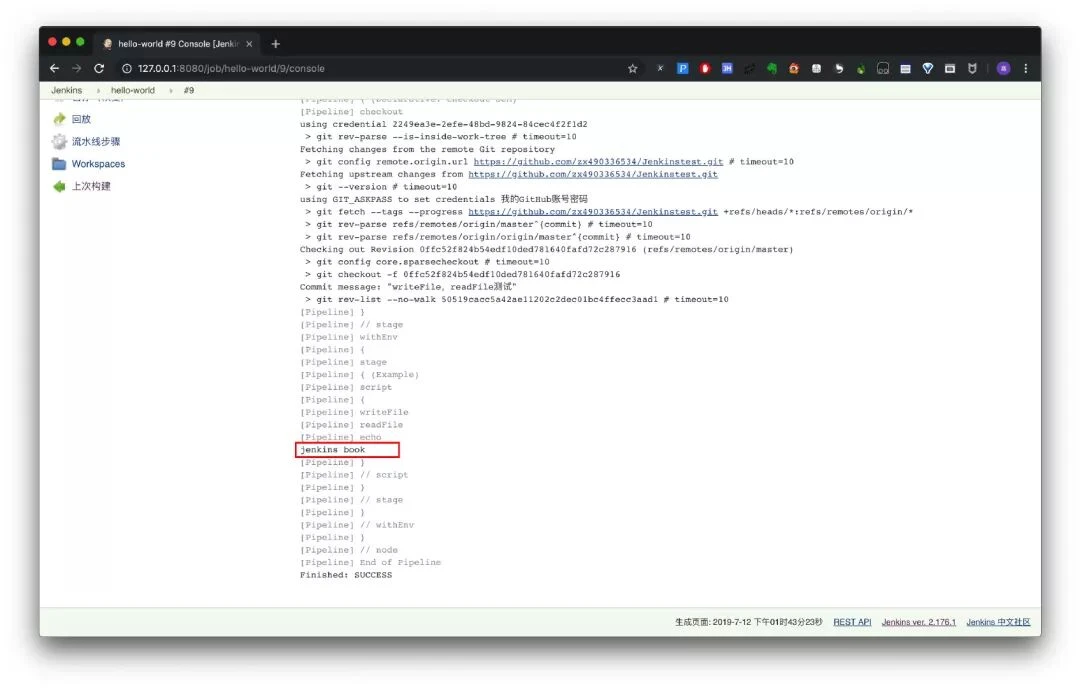 hello-world #9 Console [Jenkin
127.0.0.1:8080/job/hello-world/9/console
Jenkins hello-world #9
回放
流水线步骤
Workspaces
上次构建
[Pipeline] { (Declarative: Checkout SCM)
[Pipeline] checkout
using credential 2249ea3e-2efe-48bd-9824-84cec4f2f1d2
> git rev-parse --is-inside-work-tree # timeout=10
Fetching changes from the remote Git repository
> git config remote.origin.url https://github.com/zx490336534/Jenkinstest.git # timeout=10
Fetching upstream changes from https://github.com/zx490336534/Jenkinstest.git
> git --version # timeout=10
using GIT_ASKPASS to set credentials 我的GitHub账号密码
> git fetch --tags --progress https://github.com/zx490336534/Jenkinstest.git +refs/heads/*:refs/remotes/origin/*
> git rev-parse refs/remotes/origin/master^{commit} # timeout=10
> git rev-parse refs/remotes/origin/origin/master^{commit} # timeout=10
Checking out Revision 0ffc52f824b54edf10ded781640fafd72c287916 (refs/remotes/origin/master)
> git config core.sparsecheckout # timeout=10
> git checkout -f 0ffc52f824b54edf10ded781640fafd72c287916
Commit message: "writeFile, readFile测试"
> git rev-list --no-walk 50519cacc5a42ae11202c2dec01bc4ffecc3aad1 # timeout=10
[Pipeline] }
[Pipeline] // stage
[Pipeline] withEnv
[Pipeline] {
[Pipeline] stage
[Pipeline] { (Example)
[Pipeline] script
[Pipeline] {
[Pipeline] writeFile
[Pipeline] readFile
[Pipeline] echo
jenkins book
[Pipeline] }
[Pipeline] // script
[Pipeline] }
[Pipeline] // stage
[Pipeline] }
[Pipeline] // withEnv
[Pipeline] }
[Pipeline] // node
[Pipeline] End of Pipeline
Finished: SUCCESS
生成页面: 2019-7-12 下午01时43分23秒 REST API Jenkins ver. 2.176.1 Jenkins 中文社区